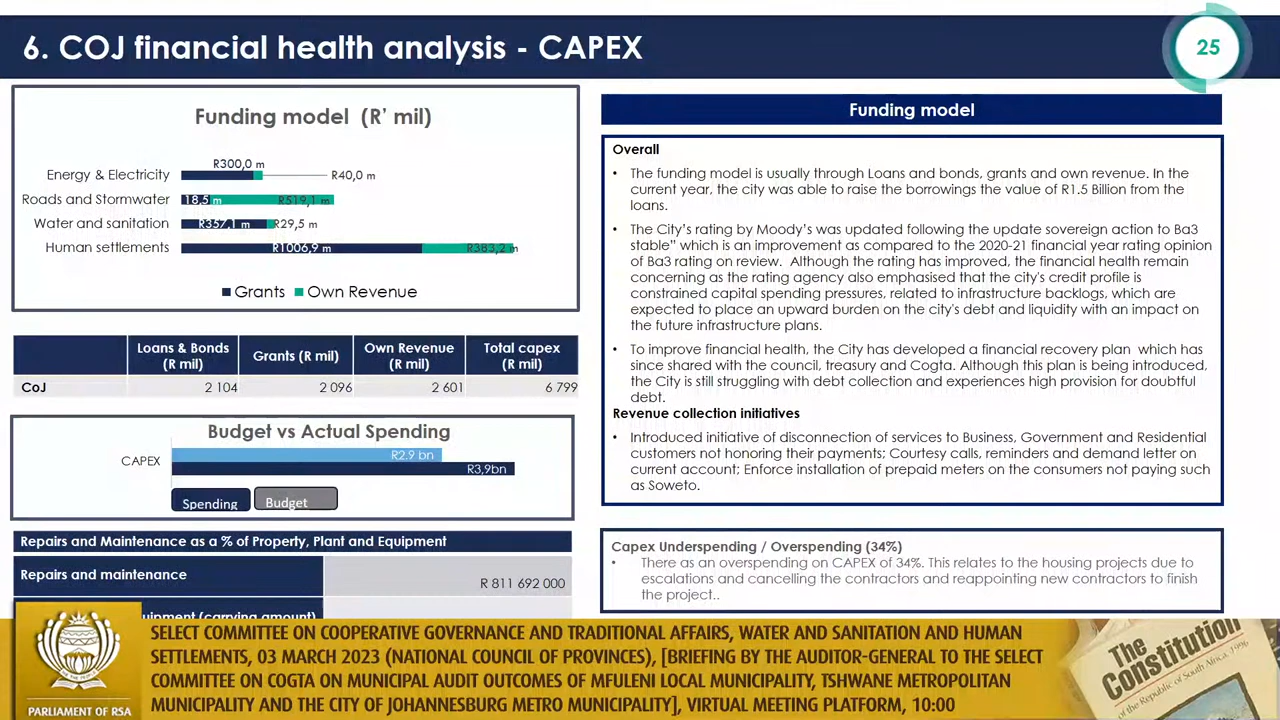 6. COJ financial health analysis - CAPEX
25
Funding model (R' mil)
R300,0 m
Energy & Electricity
R40,0 m
Roads and Stormwater
18,5 m
R519,1 m
Water and sanitation
R357,1 m
R29,5 m
Human settlements
R1006,9 m
R383,2 m
Grants
Own Revenue
Loans & Bonds (R mil)
Grants (R mil)
Own Revenue (R mil)
Total capex (R mil)
CoJ
2 104
2 096
2 601
6 799
Budget vs Actual Spending
CAPEX
R2.9 bn
R3,9bn
Spending
Budget
Repairs and Maintenance as a % of Property, Plant and Equipment
Repairs and maintenance
R 811 692 000
uipment (carrying amount)
Funding model
Overall
• The funding model is usually through Loans and bonds, grants and own revenue. In the
current year, the city was able to raise the borrowings the value of R1.5 Billion from the
loans.
• The City's rating by Moody's was updated following the update sovereign action to Ba3
stable" which is an improvement as compared to the 2020-21 financial year rating opinion
of Ba3 rating on review. Although the rating has improved, the financial health remain
concerning as the rating agency also emphasised that the city's credit profile is
constrained capital spending pressures, related to infrastructure backlogs, which are
expected to place an upward burden on the city's debt and liquidity with an impact on
the future infrastructure plans.
• To improve financial health, the City has developed a financial recovery plan which has
since shared with the council, treasury and Cogta. Although this plan is being introduced,
the City is still struggling with debt collection and experiences high provision for doubtful
debt.
Revenue collection initiatives
• Introduced initiative of disconnection of services to Business, Government and Residential
customers not honoring their payments; Courtesy calls, reminders and demand letter on
current account; Enforce installation of prepaid meters on the consumers not paying such
as Soweto.
Capex Underspending / Overspending (34%)
• There as an overspending on CAPEX of 34%. This relates to the housing projects due to
escalations and cancelling the contractors and reappointing new contractors to finish
the project..
PARLIAMENT OF RSA
SELECT COMMITTEE ON COOPERATIVE GOVERNANCE AND TRADITIONAL AFFAIRS, WATER AND SANITATION AND HUMAN
SETTLEMENTS, 03 MARCH 2023 (NATIONAL COUNCIL OF PROVINCES), [BRIEFING BY THE AUDITOR-GENERAL TO THE SELECT
COMMITTEE ON COGTA ON MUNICIPAL AUDIT OUTCOMES OF MFULENI LOCAL MUNICIPALITY, TSHWANE METROPOLITAN
MUNICIPALITY AND THE CITY OF JOHANNESBURG METRO MUNICIPALITY], VIRTUAL MEETING PLATFORM, 10:00
The
Constitution
of the Republic of South Africa, 1996